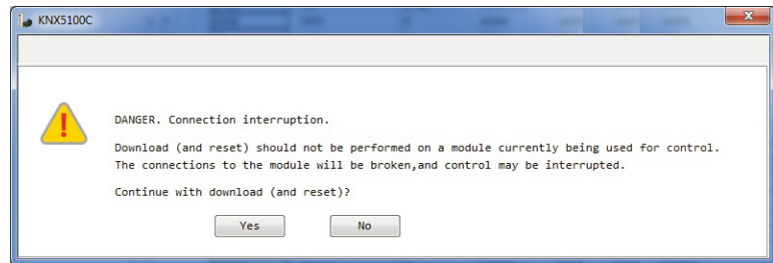 KNX5100C
DANGER. Connection interruption.
Download (and reset) should not be performed on a module currently being used for control.
The connections to the module will be broken,and control may be interrupted.
Continue with download (and reset)?
Yes No